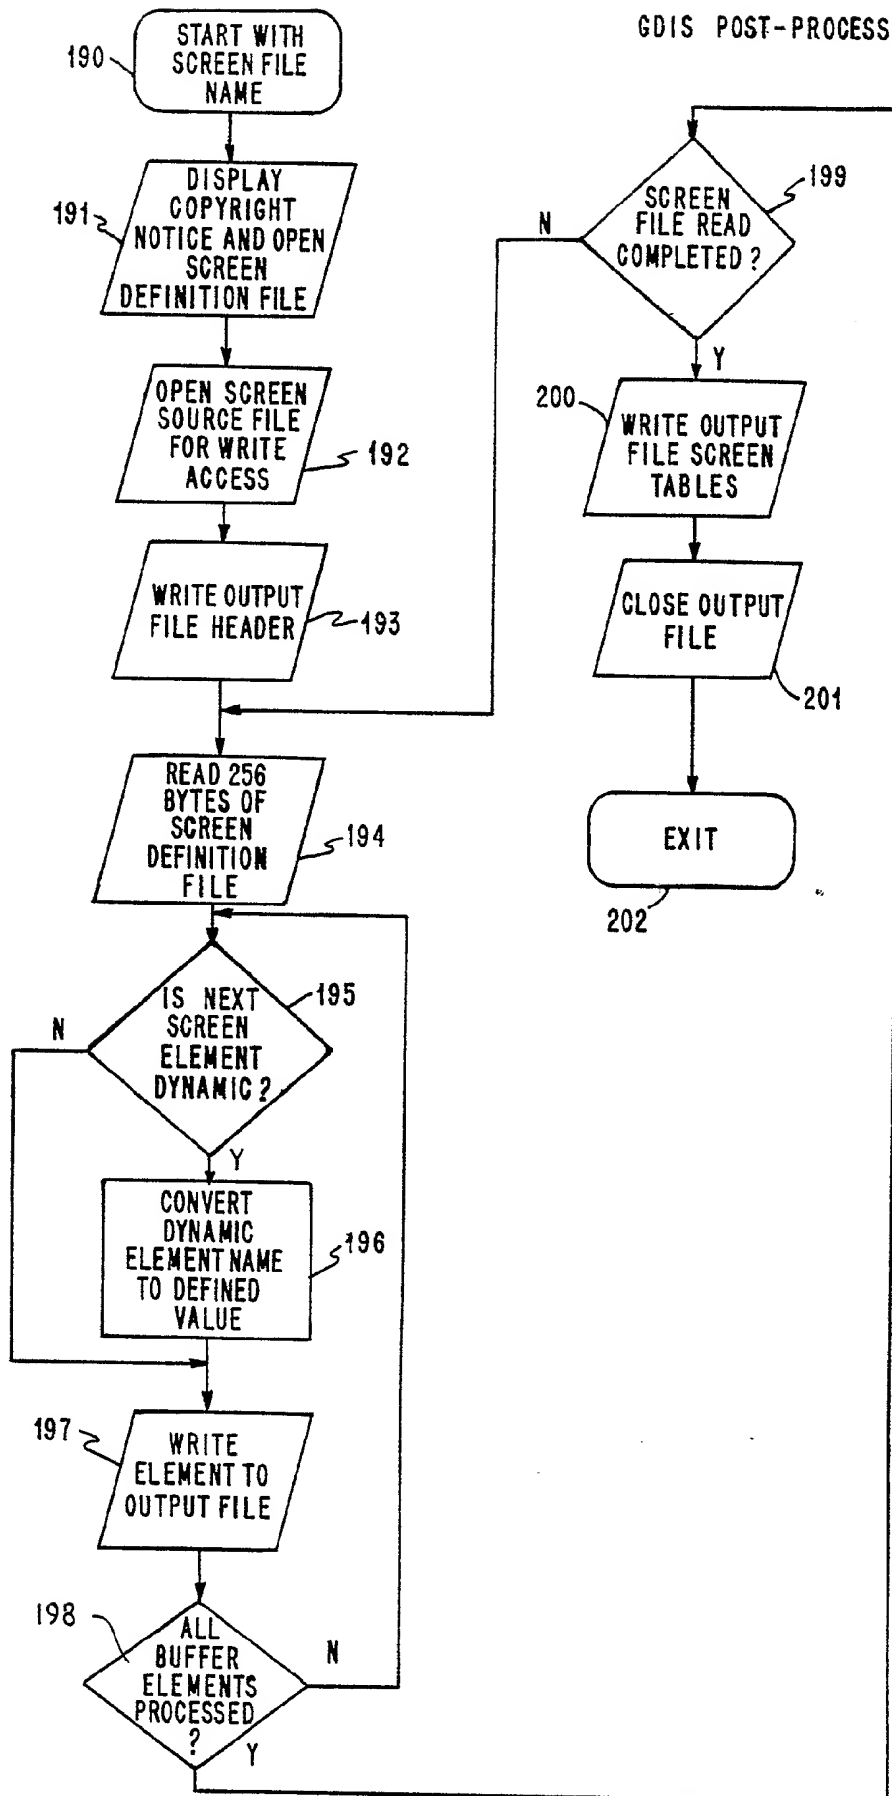 GDIS POST-PROCESS
190
START WITH
SCREEN FILE
NAME
191
DISPLAY
COPYRIGHT
NOTICE AND OPEN
SCREEN
DEFINITION FILE
OPEN SCREEN
SOURCE FILE
FOR WRITE
ACCESS
192
WRITE OUTPUT
FILE HEADER
193
READ 256
BYTES OF
SCREEN
DEFINITION
FILE
194
IS NEXT
SCREEN
ELEMENT
DYNAMIC?
195
N
Y
CONVERT
DYNAMIC
ELEMENT NAME
TO DEFINED
VALUE
196
197
WRITE
ELEMENT TO
OUTPUT FILE
198
ALL
BUFFER
ELEMENTS
PROCESSED
?
N
Y
SCREEN
FILE READ
COMPLETED?
199
N
Y
200
WRITE OUTPUT
FILE SCREEN
TABLES
CLOSE OUTPUT
FILE
201
EXIT
202